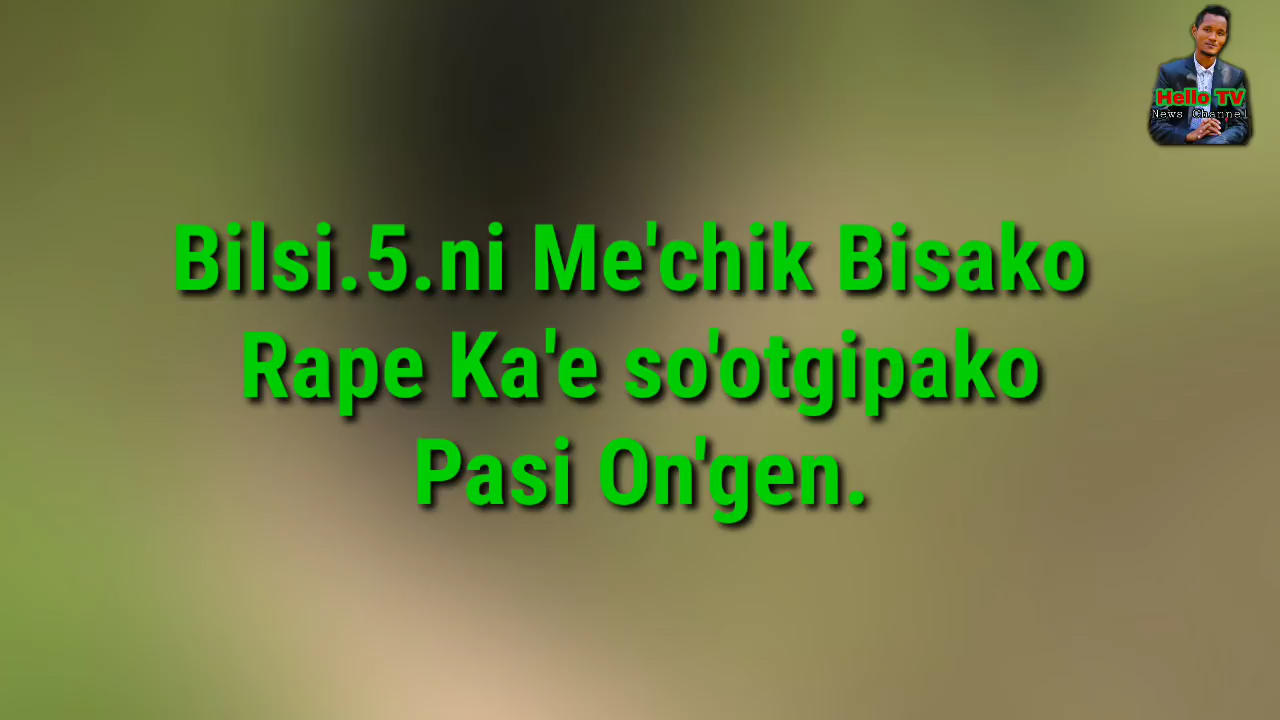 Hello TV
News Channel
Bilsi.5.ni Me'chik Bisako
Rape Ka'e so'otgipako
Pasi On'gen.